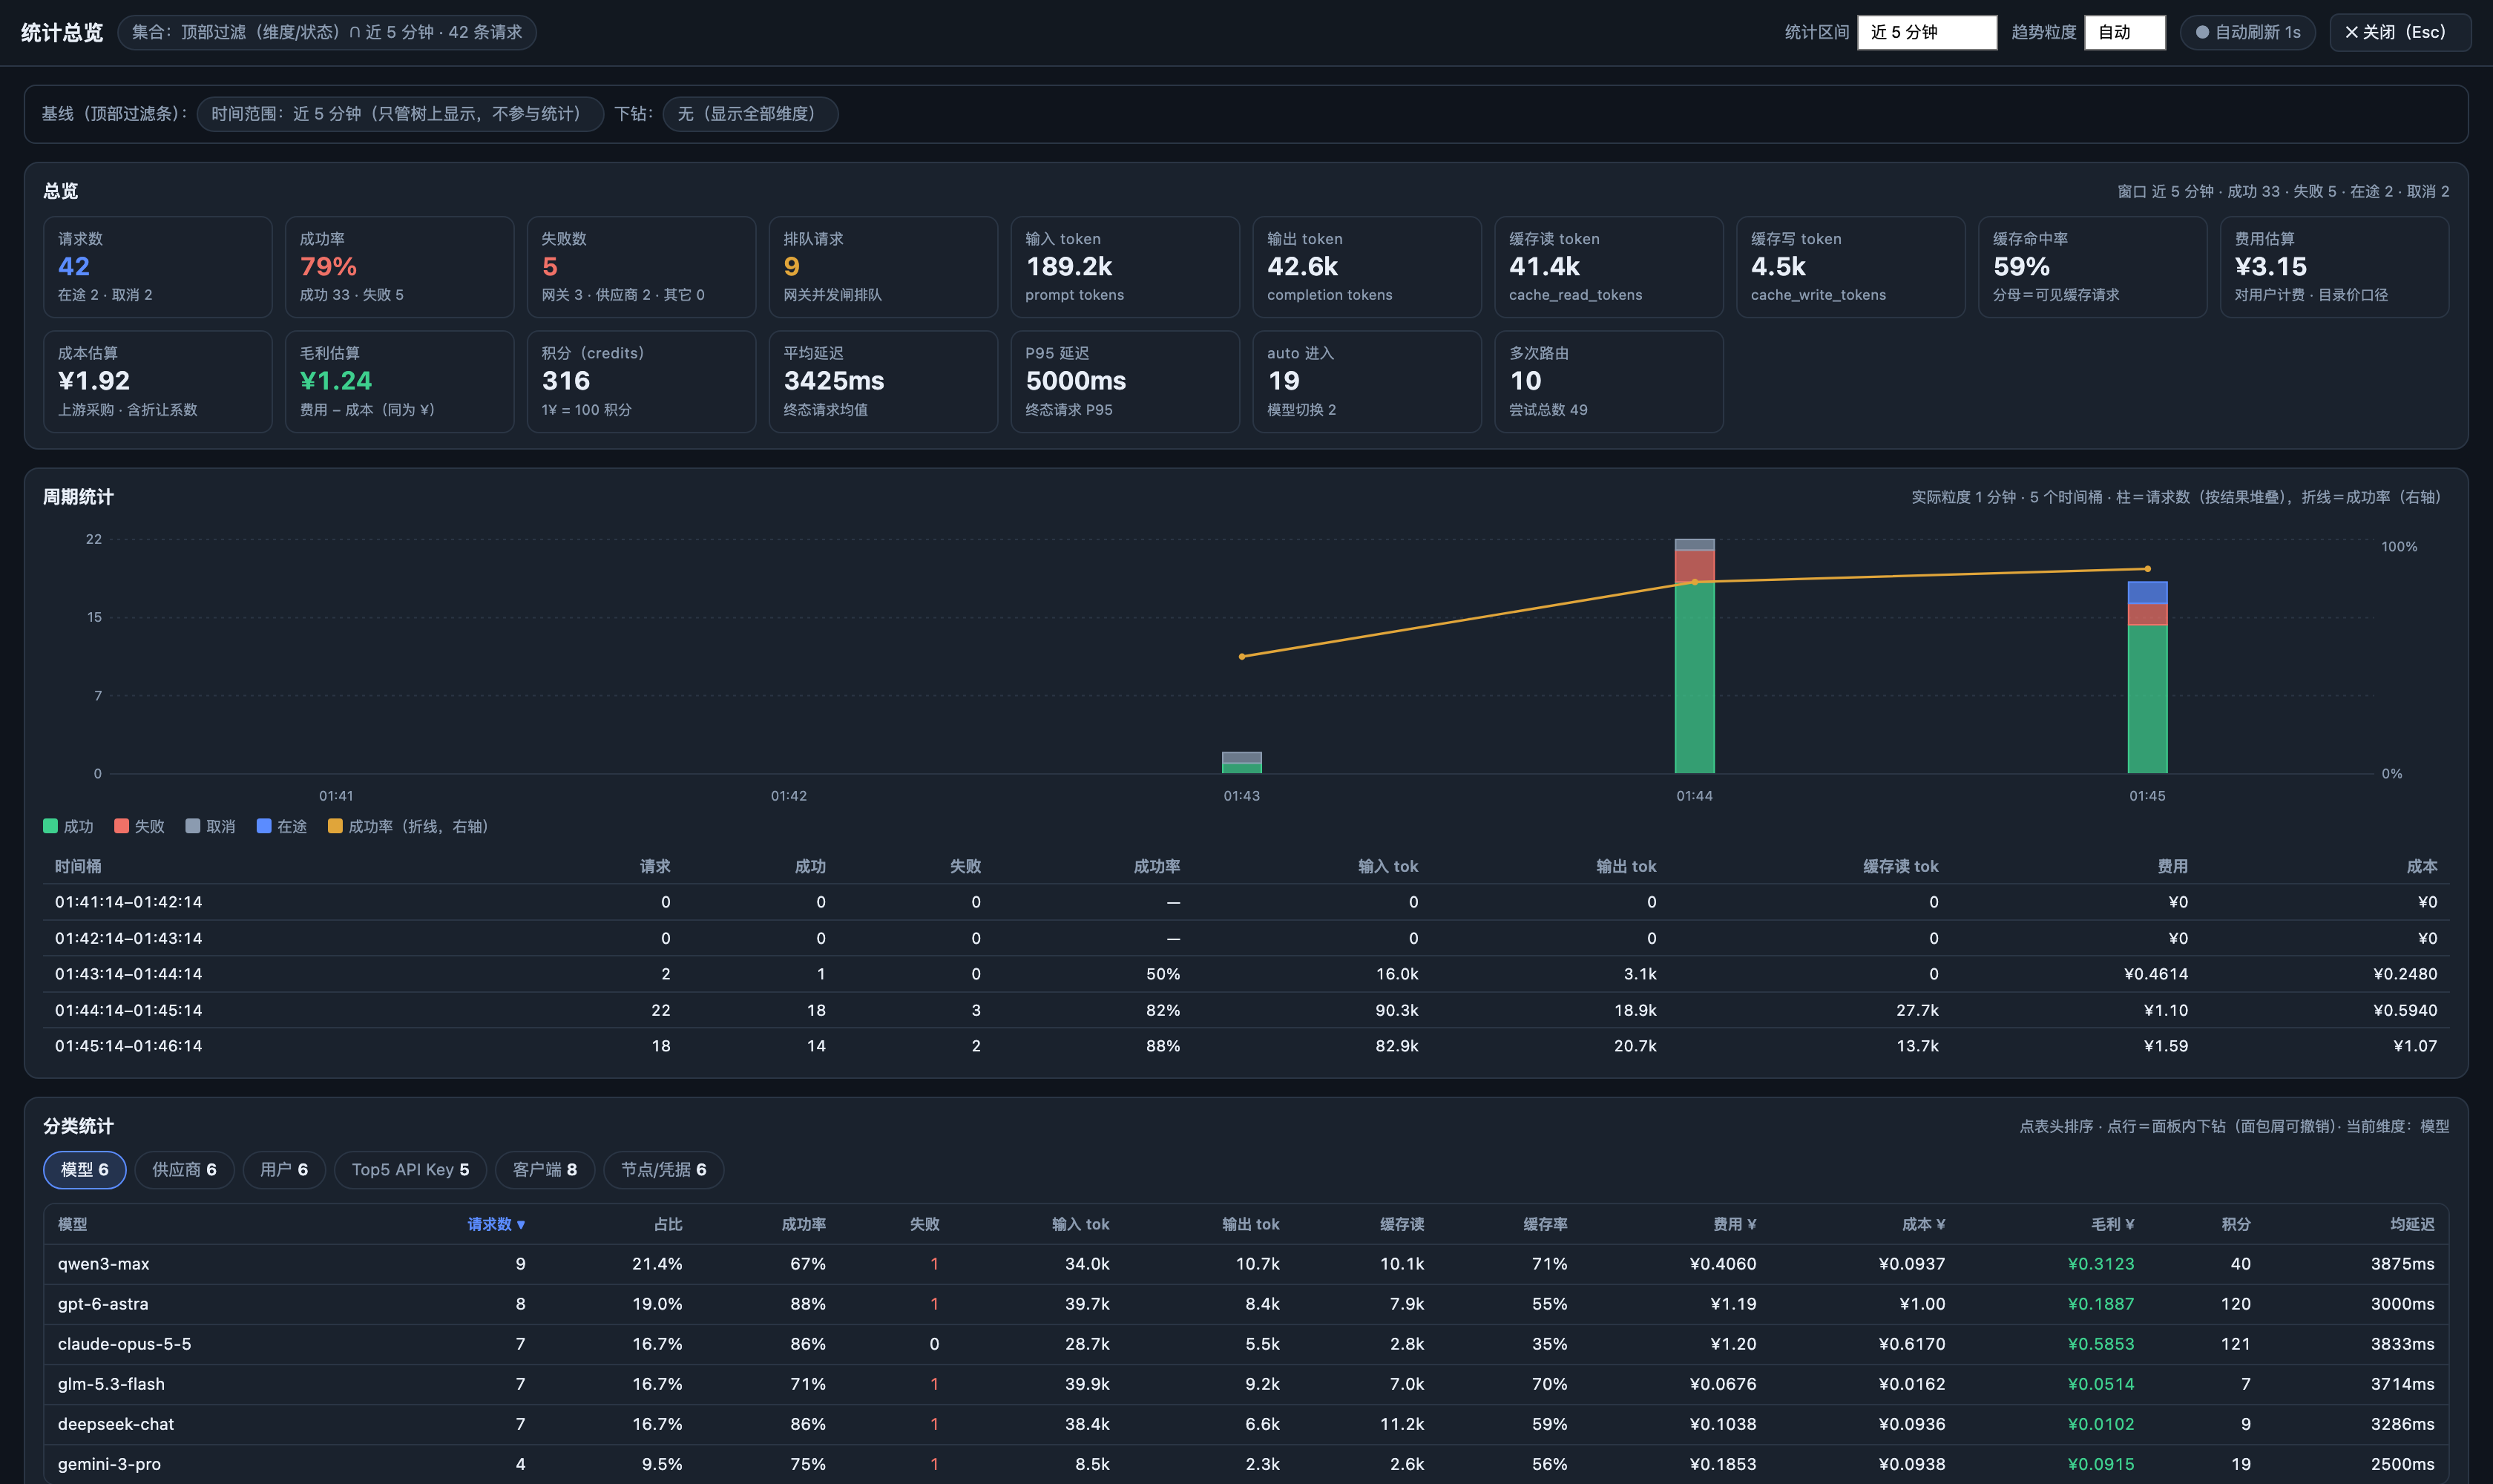 统计总览 集合：顶部过滤（维度/状态）∩ 近 5 分钟 · 42 条请求 统计区间 近 5 分钟 趋势粒度 自动 自动刷新 1s ✕ 关闭（Esc）
基线（顶部过滤条）： 时间范围：近 5 分钟（只管树上显示，不参与统计） 下钻： 无（显示全部维度）
总览 窗口 近 5 分钟 · 成功 33 · 失败 5 · 在途 2 · 取消 2
请求数 成功率 失败数 排队请求 输入 token 输出 token 缓存读 token 缓存写 token 缓存命中率 费用估算
42 79% 5 9 189.2k 42.6k 41.4k 4.5k 59% ¥3.15
在途 2 · 取消 2 成功 33 · 失败 5 网关 3 · 供应商 2 · 其它 0 网关并发闸排队 prompt tokens completion tokens cache_read_tokens cache_write_tokens 分母＝可见缓存请求 对用户计费 · 目录价口径
成本估算 毛利估算 积分（credits） 平均延迟 P95 延迟 auto 进入 多次路由
¥1.92 ¥1.24 316 3425ms 5000ms 19 10
上游采购 · 含折让系数 费用 − 成本（同为 ¥） 1¥ = 100 积分 终态请求均值 终态请求 P95 模型切换 2 尝试总数 49
周期统计 实际粒度 1 分钟 · 5 个时间桶 · 柱＝请求数（按结果堆叠），折线＝成功率（右轴）
22
100%
15
7
0 0%
01:41 01:42 01:43 01:44 01:45
成功 失败 取消 在途 成功率（折线，右轴）
时间桶 请求 成功 失败 成功率 输入 tok 输出 tok 缓存读 tok 费用 成本
01:41:14–01:42:14 0 0 0 — 0 0 0 ¥0 ¥0
01:42:14–01:43:14 0 0 0 — 0 0 0 ¥0 ¥0
01:43:14–01:44:14 2 1 0 50% 16.0k 3.1k 0 ¥0.4614 ¥0.2480
01:44:14–01:45:14 22 18 3 82% 90.3k 18.9k 27.7k ¥1.10 ¥0.5940
01:45:14–01:46:14 18 14 2 88% 82.9k 20.7k 13.7k ¥1.59 ¥1.07
分类统计 点表头排序 · 点行＝面板内下钻（面包屑可撤销）· 当前维度：模型
模型 6 供应商 6 用户 6 Top5 API Key 5 客户端 8 节点/凭据 6
模型 请求数 ▼ 占比 成功率 失败 输入 tok 输出 tok 缓存读 缓存率 费用 ¥ 成本 ¥ 毛利 ¥ 积分 均延迟
qwen3-max 9 21.4% 67% 1 34.0k 10.7k 10.1k 71% ¥0.4060 ¥0.0937 ¥0.3123 40 3875ms
gpt-6-astra 8 19.0% 88% 1 39.7k 8.4k 7.9k 55% ¥1.19 ¥1.00 ¥0.1887 120 3000ms
claude-opus-5-5 7 16.7% 86% 0 28.7k 5.5k 2.8k 35% ¥1.20 ¥0.6170 ¥0.5853 121 3833ms
glm-5.3-flash 7 16.7% 71% 1 39.9k 9.2k 7.0k 70% ¥0.0676 ¥0.0162 ¥0.0514 7 3714ms
deepseek-chat 7 16.7% 86% 1 38.4k 6.6k 11.2k 59% ¥0.1038 ¥0.0936 ¥0.0102 9 3286ms
gemini-3-pro 4 9.5% 75% 1 8.5k 2.3k 2.6k 56% ¥0.1853 ¥0.0938 ¥0.0915 19 2500ms